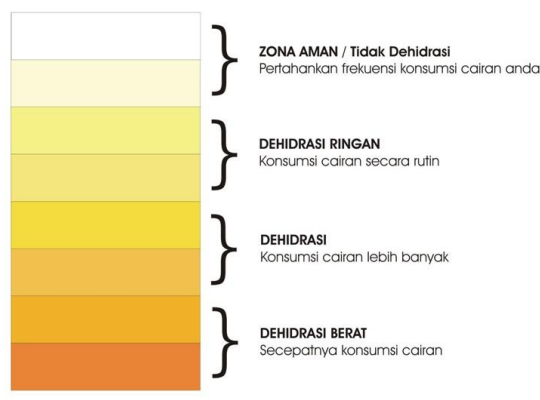 ZONA AMAN / Tidak Dehidrasi
Pertahankan frekuensi konsumsi cairan anda
DEHIDRASI RINGAN
Konsumsi cairan secara rutin
DEHIDRASI
Konsumsi cairan lebih banyak
DEHIDRASI BERAT
Secepatnya konsumsi cairan